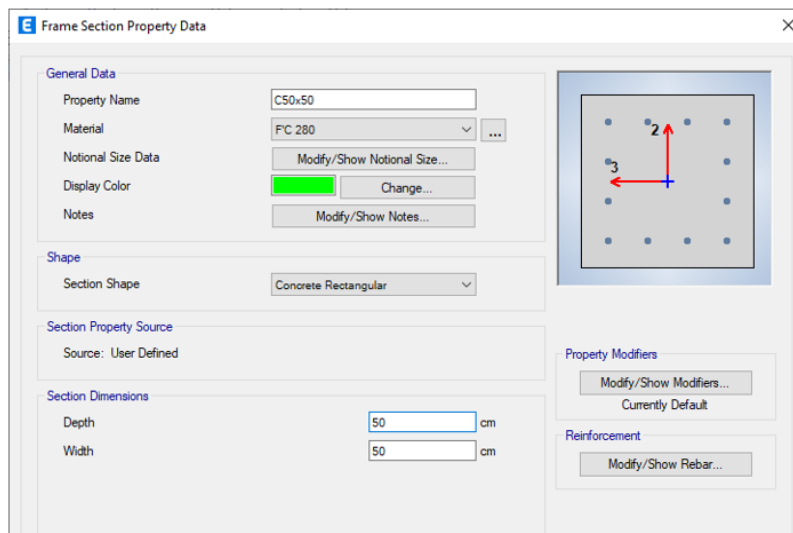 E Frame Section Property Data
General Data
Property Name C50x50
Material F'C 280 ...
Notional Size Data Modify/Show Notional Size...
Display Color Change...
Notes Modify/Show Notes...
2
3
Shape
Section Shape Concrete Rectangular
Section Property Source
Source: User Defined
Property Modifiers
Modify/Show Modifiers...
Currently Default
Section Dimensions
Depth 50 cm
Width 50 cm
Reinforcement
Modify/Show Rebar...